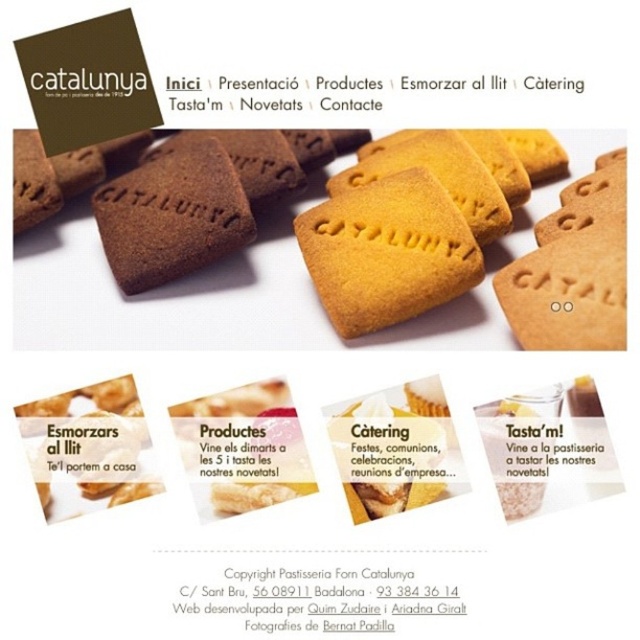 catalunya
forn de pa i pastisseria des de 1912
Inici \ Presentació \ Productes \ Esmorzar al llit \ Càtering
Tasta'm \ Novetats \ Contacte
CATALUNYA
CATALUNYA
CATAL
Esmorzars
al llit
Te'l portem a casa
Productes
Vine els dimarts a
les 5 i tasta les
nostres novetats!
Càtering
Festes, comunions,
celebracions,
reunions d'empresa...
Tasta'm!
Vine a la pastisseria
a tastar les nostres
novetats!
Copyright Pastisseria Forn Catalunya
C/ Sant Bru, 56 08911 Badalona · 93 384 36 14
Web desenvolupada per Quim Zudaire i Ariadna Giralt
Fotografies de Bernat Padilla